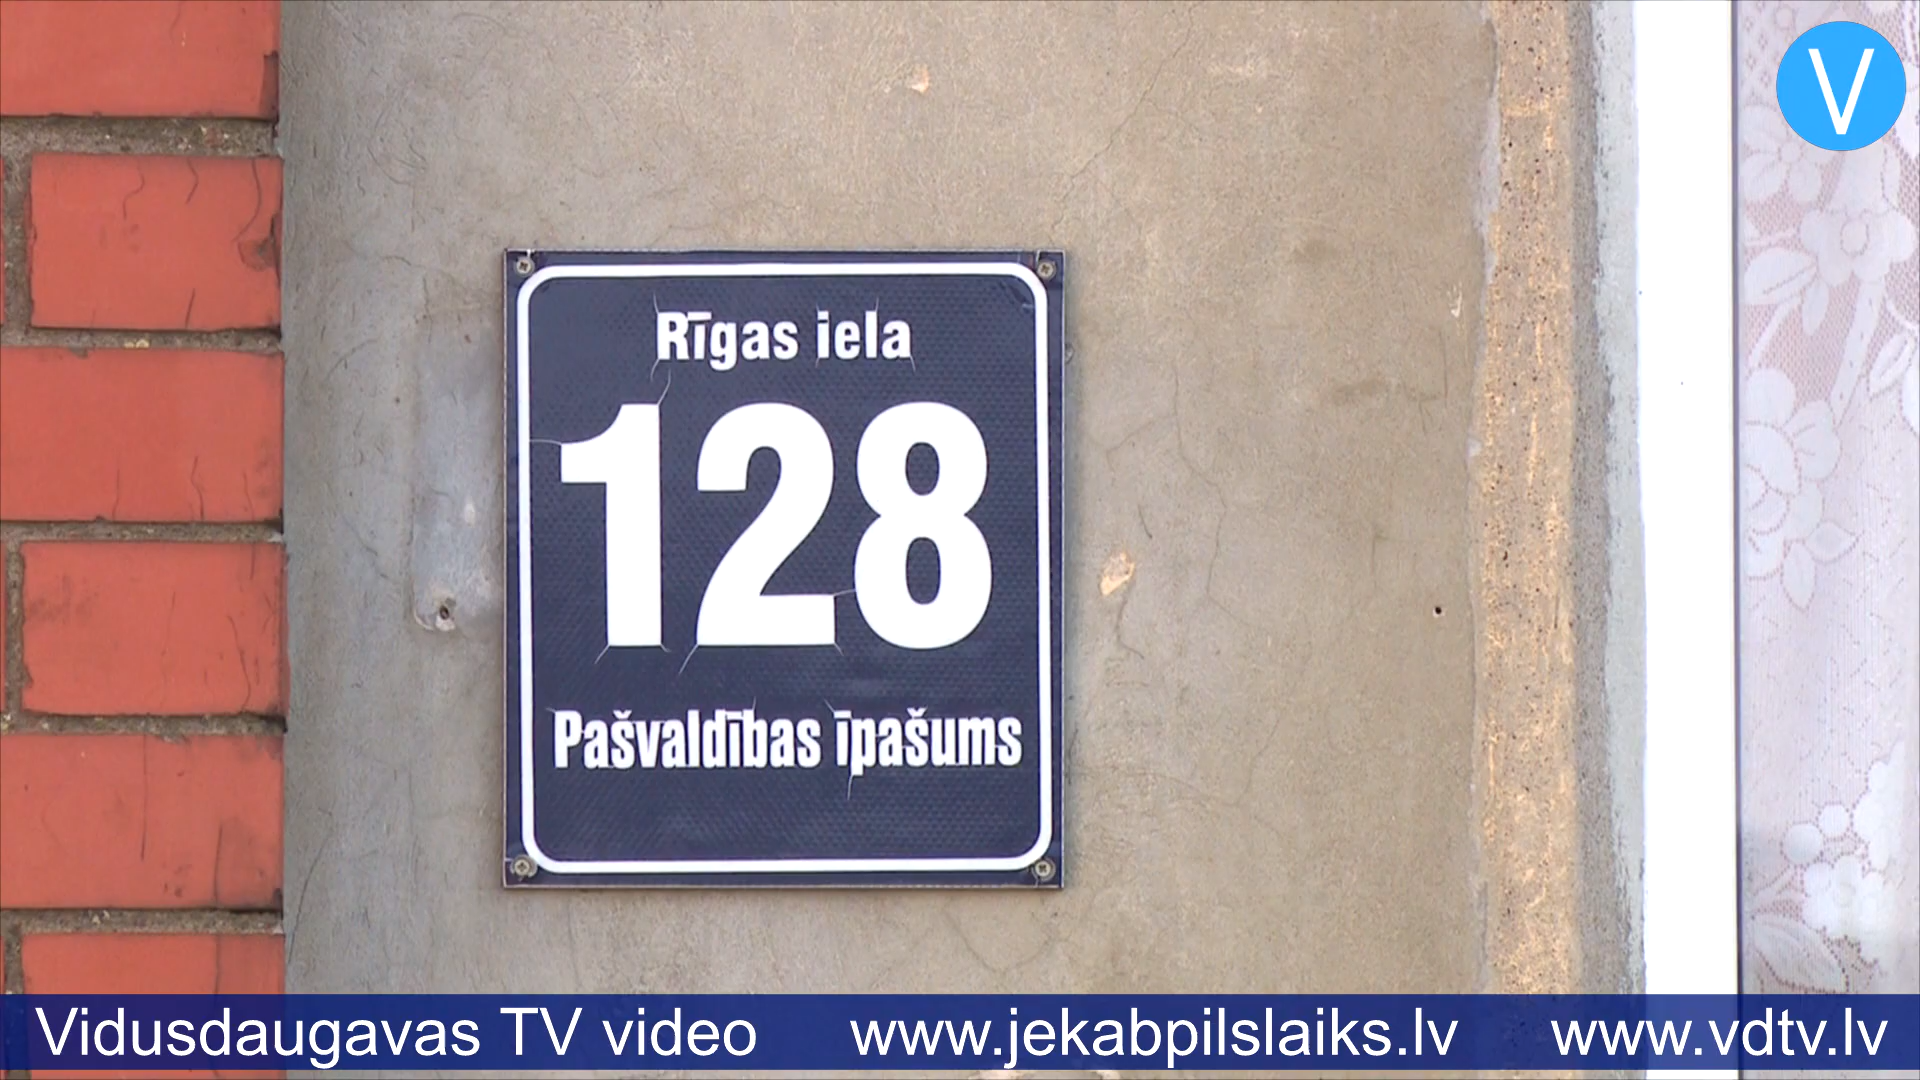 V
Rīgas iela
128
Pašvaldības īpašums
Vidusdaugavas TV video www.jekabpilslaiks.lv www.vdtv.lv